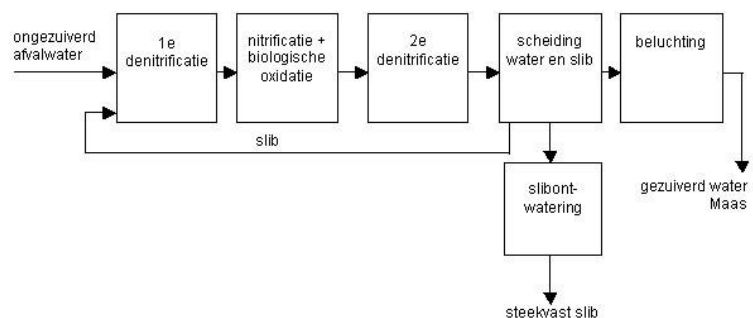 ongezuiverd
afvalwater
1e
denitrificatie
nitrificatie +
biologische
oxidatie
2e
denitrificatie
scheiding
water en slib
beluchting
slib
slibont-
watering
gezuiverd water
Maas
steekvast slib